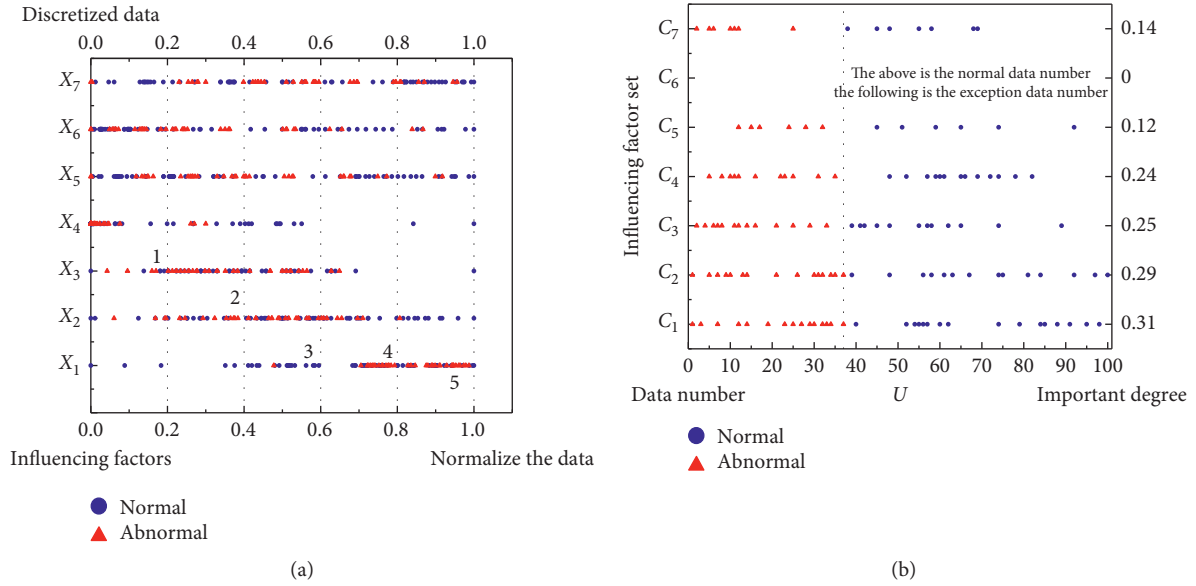 Discretized data
0.0 0.2 0.4 0.6 0.8 1.0
X7
X6
X5
X4
X3
X2
X1
1
2
3
4
5
0.0 0.2 0.4 0.6 0.8 1.0
Influencing factors Normalize the data
Normal
Abnormal
(a)
Influencing factor set
C7 0.14
C6 0
C5 0.12
C4 0.24
C3 0.25
C2 0.29
C1 0.31
The above is the normal data number
the following is the exception data number
0 10 20 30 40 50 60 70 80 90 100
Data number U Important degree
Normal
Abnormal
(b)